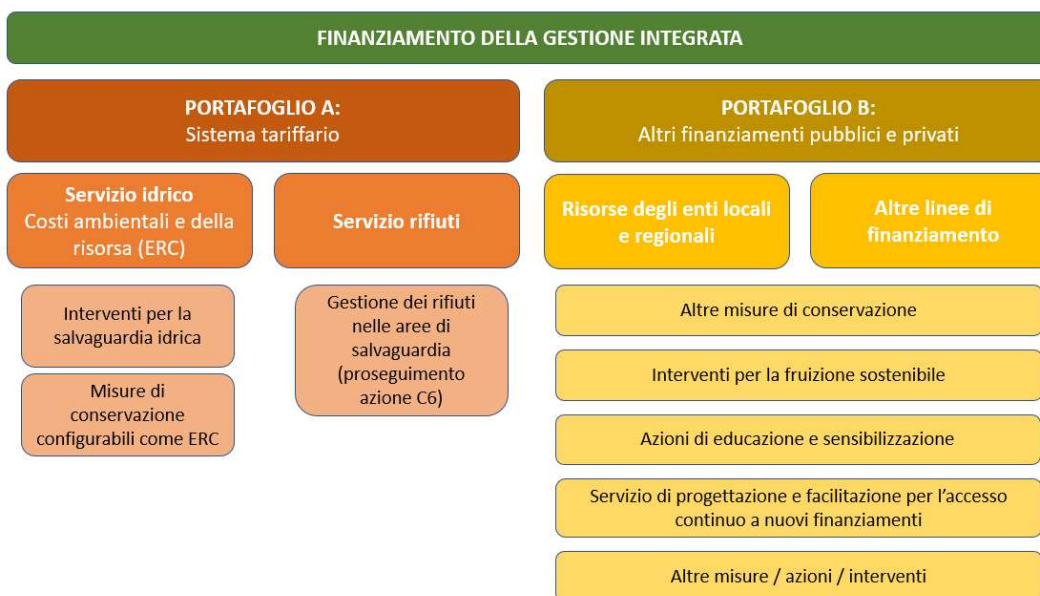 FINANZIAMENTO DELLA GESTIONE INTEGRATA
PORTAFOGLIO A:
Sistema tariffario
PORTAFOGLIO B:
Altri finanziamenti pubblici e privati
Servizio idrico
Costi ambientali e della
risorsa (ERC)
Servizio rifiuti
Risorse degli enti locali
e regionali
Altre linee di
finanziamento
Interventi per la
salvaguardia idrica
Misure di
conservazione
configurabili come ERC
Gestione dei rifiuti
nelle aree di
salvaguardia
(proseguimento
azione C6)
Altre misure di conservazione
Interventi per la fruizione sostenibile
Azioni di educazione e sensibilizzazione
Servizio di progettazione e facilitazione per l’accesso
continuo a nuovi finanziamenti
Altre misure / azioni / interventi